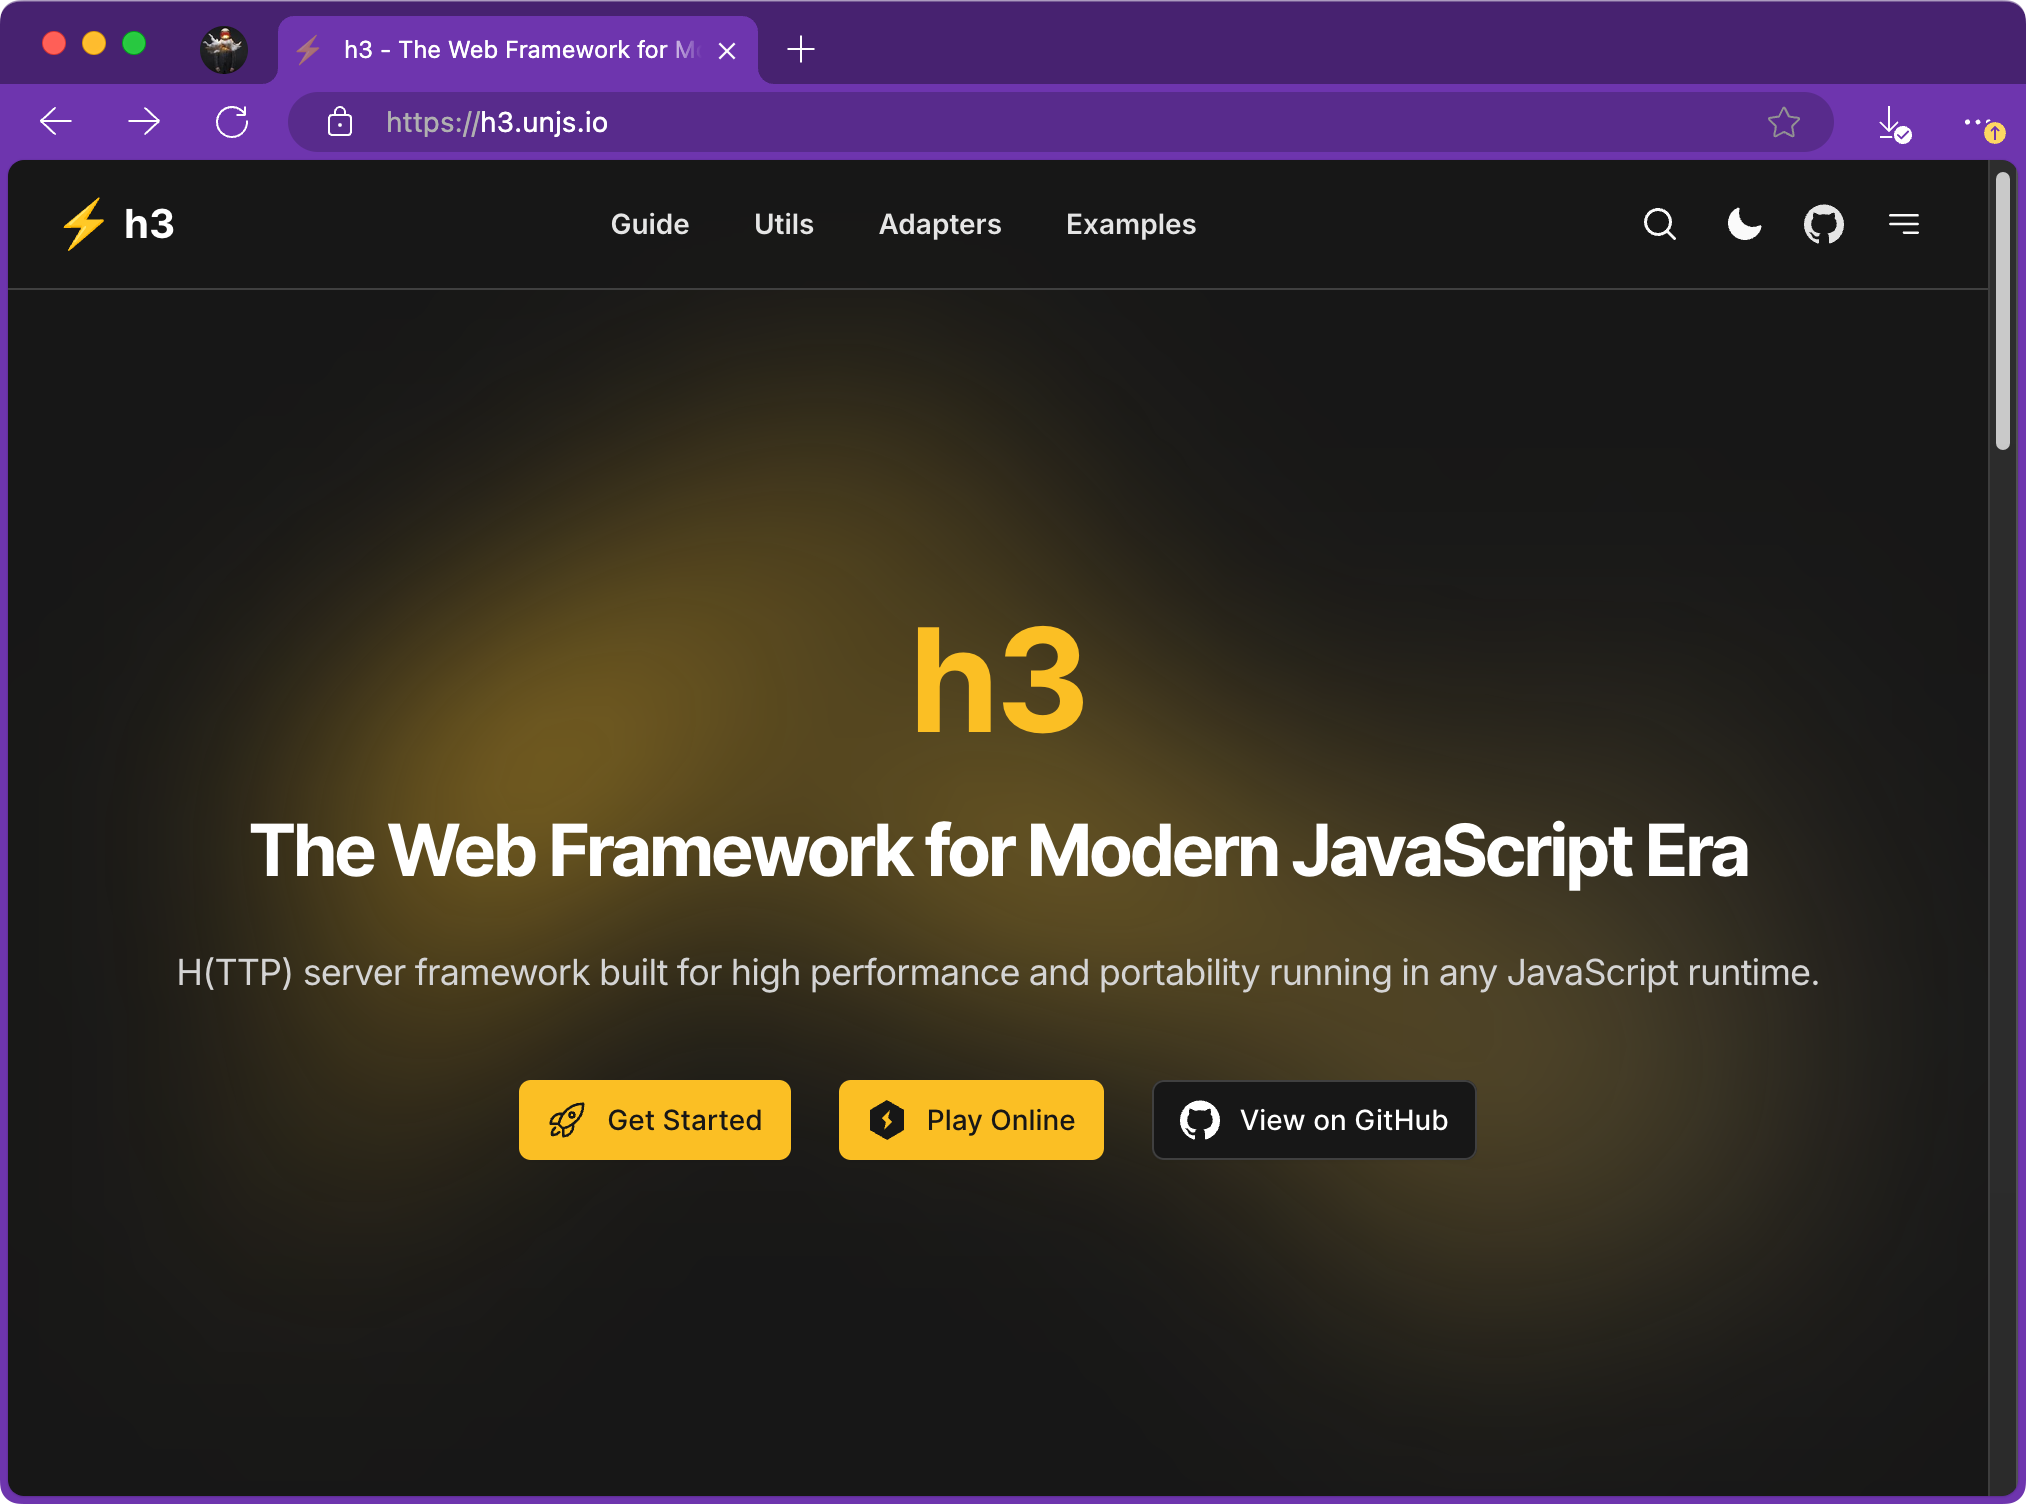 h3 - The Web Framework for
https://h3.unjs.io
h3
Guide
Utils
Adapters
Examples
h3
The Web Framework for Modern JavaScript Era
H(TTP) server framework built for high performance and portability running in any JavaScript runtime.
Get Started
Play Online
View on GitHub